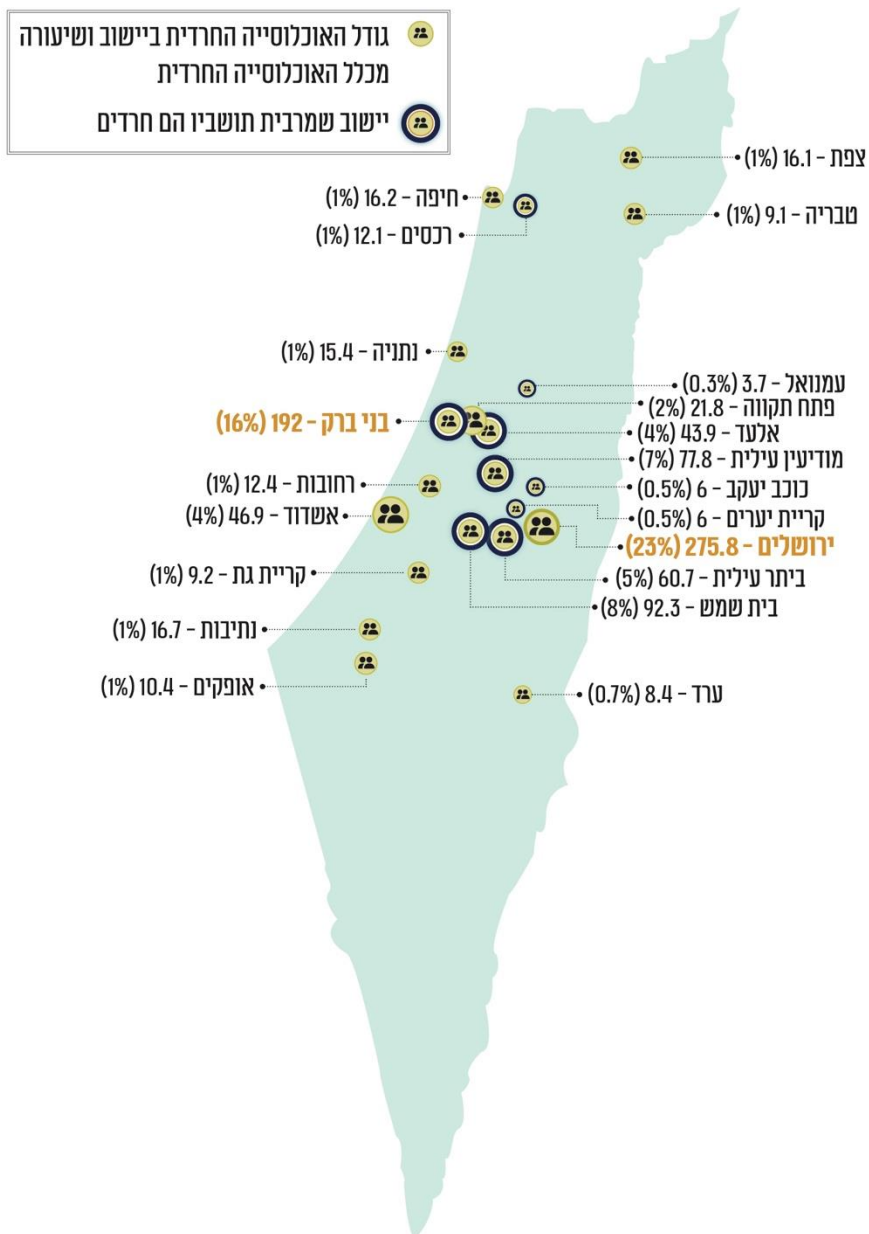 גודל האוכלוסייה החרדית ביישוב ושיעורה
מכלל האוכלוסייה החרדית
יישוב שמרבית תושביו הם חרדים
צפת - 16.1 (1%)
חיפה - 16.2 (1%)
טבריה - 9.1 (1%)
רכסים - 12.1 (1%)
נתניה - 15.4 (1%)
עמנואל - 3.7 (0.3%)
פתח תקווה - 21.8 (2%)
בני ברק - 192 (16%)
אלעד - 43.9 (4%)
מודיעין עילית - 77.8 (7%)
רחובות - 12.4 (1%)
כוכב יעקב - 6 (0.5%)
אשדוד - 46.9 (4%)
קריית יערים - 6 (0.5%)
ירושלים - 275.8 (23%)
קריית גת - 9.2 (1%)
ביתר עילית - 60.7 (5%)
בית שמש - 92.3 (8%)
נתיבות - 16.7 (1%)
אופקים - 10.4 (1%)
ערד - 8.4 (0.7%)